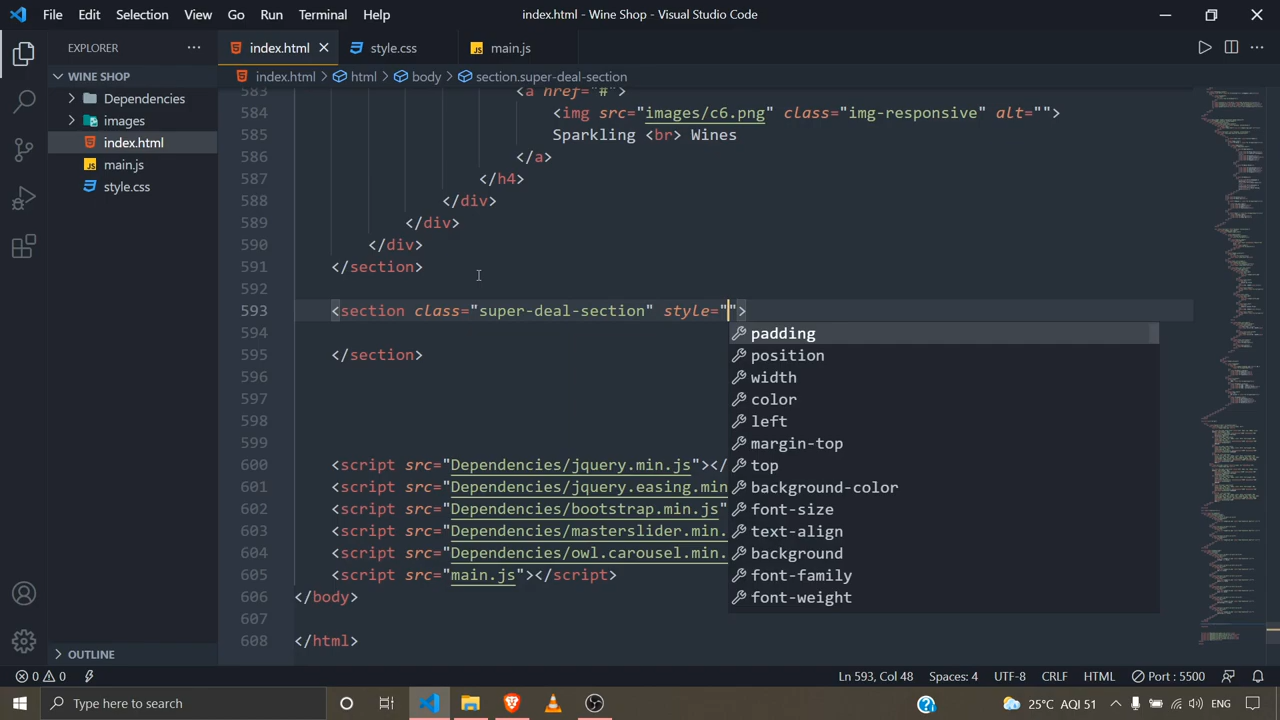 File Edit Selection View Go Run Terminal Help index.html - Wine Shop - Visual Studio Code
EXPLORER ··· index.html style.css main.js
WINE SHOP index.html > html > body > section.super-deal-section
Dependencies
images
index.html
main.js
style.css
583 <a href="#">
584 <img src="images/c6.png" class="img-responsive" alt="">
585 Sparkling <br> Wines
586 </a>
587 </h4>
588 </div>
589 </div>
590 </div>
591 </section>
592
593 <section class="super-deal-section" style="">
594 padding
position
595 </section>
width
596
color
597
left
598
margin-top
599
600 <script src="Dependencies/jquery.min.js"></ top
601 <script src="Dependencies/jquery.easing.min background-color
602 <script src="Dependencies/bootstrap.min.js" font-size
603 <script src="Dependencies/masterslider.min. text-align
604 <script src="Dependencies/owl.carousel.min. background
605 <script src="main.js"></script> font-family
606 </body> font-weight
607
608 </html>
OUTLINE
0 0 Ln 593, Col 48 Spaces: 4 UTF-8 CRLF HTML Port : 5500
Type here to search 25°C AQI 51 ENG